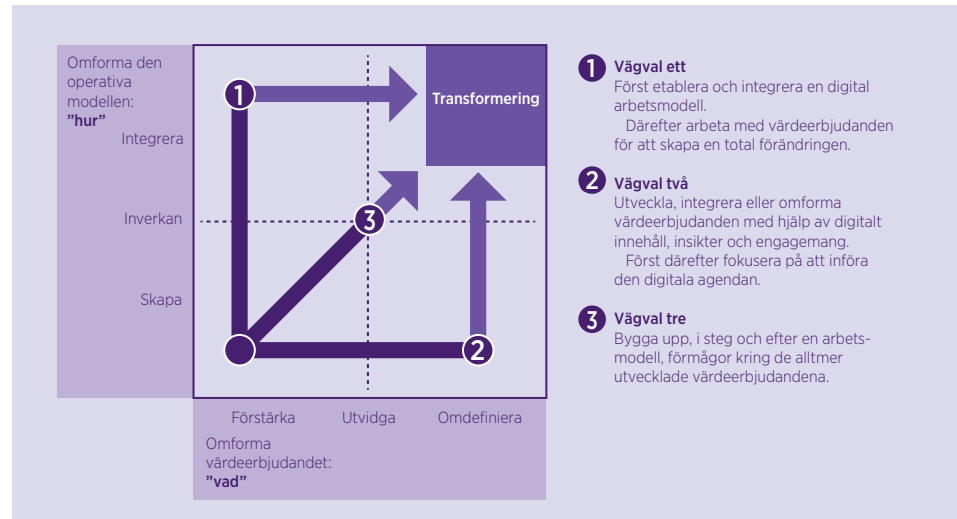 Omforma den
operativa
modellen:
”hur”
Integrera
Inverkan
Skapa
1
Transformering
3
2
Förstärka
Utvidga
Omdefiniera
Omforma
värdeerbjudandet:
”vad”
1 Vägval ett
Först etablera och integrera en digital
arbetsmodell.
Därefter arbeta med värdeerbjudanden
för att skapa en total förändringen.
2 Vägval två
Utveckla, integrera eller omforma
värdeerbjudanden med hjälp av digitalt
innehåll, insikter och engagemang.
Först därefter fokusera på att införa
den digitala agendan.
3 Vägval tre
Bygga upp, i steg och efter en arbets-
modell, förmågor kring de alltmer
utvecklade värdeerbjudandena.